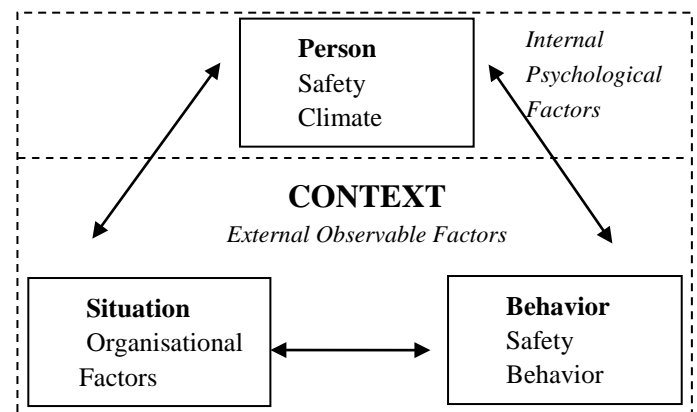 Person
Safety
Climate
Internal
Psychological
Factors
CONTEXT
External Observable Factors
Situation
Organisational
Factors
Behavior
Safety
Behavior